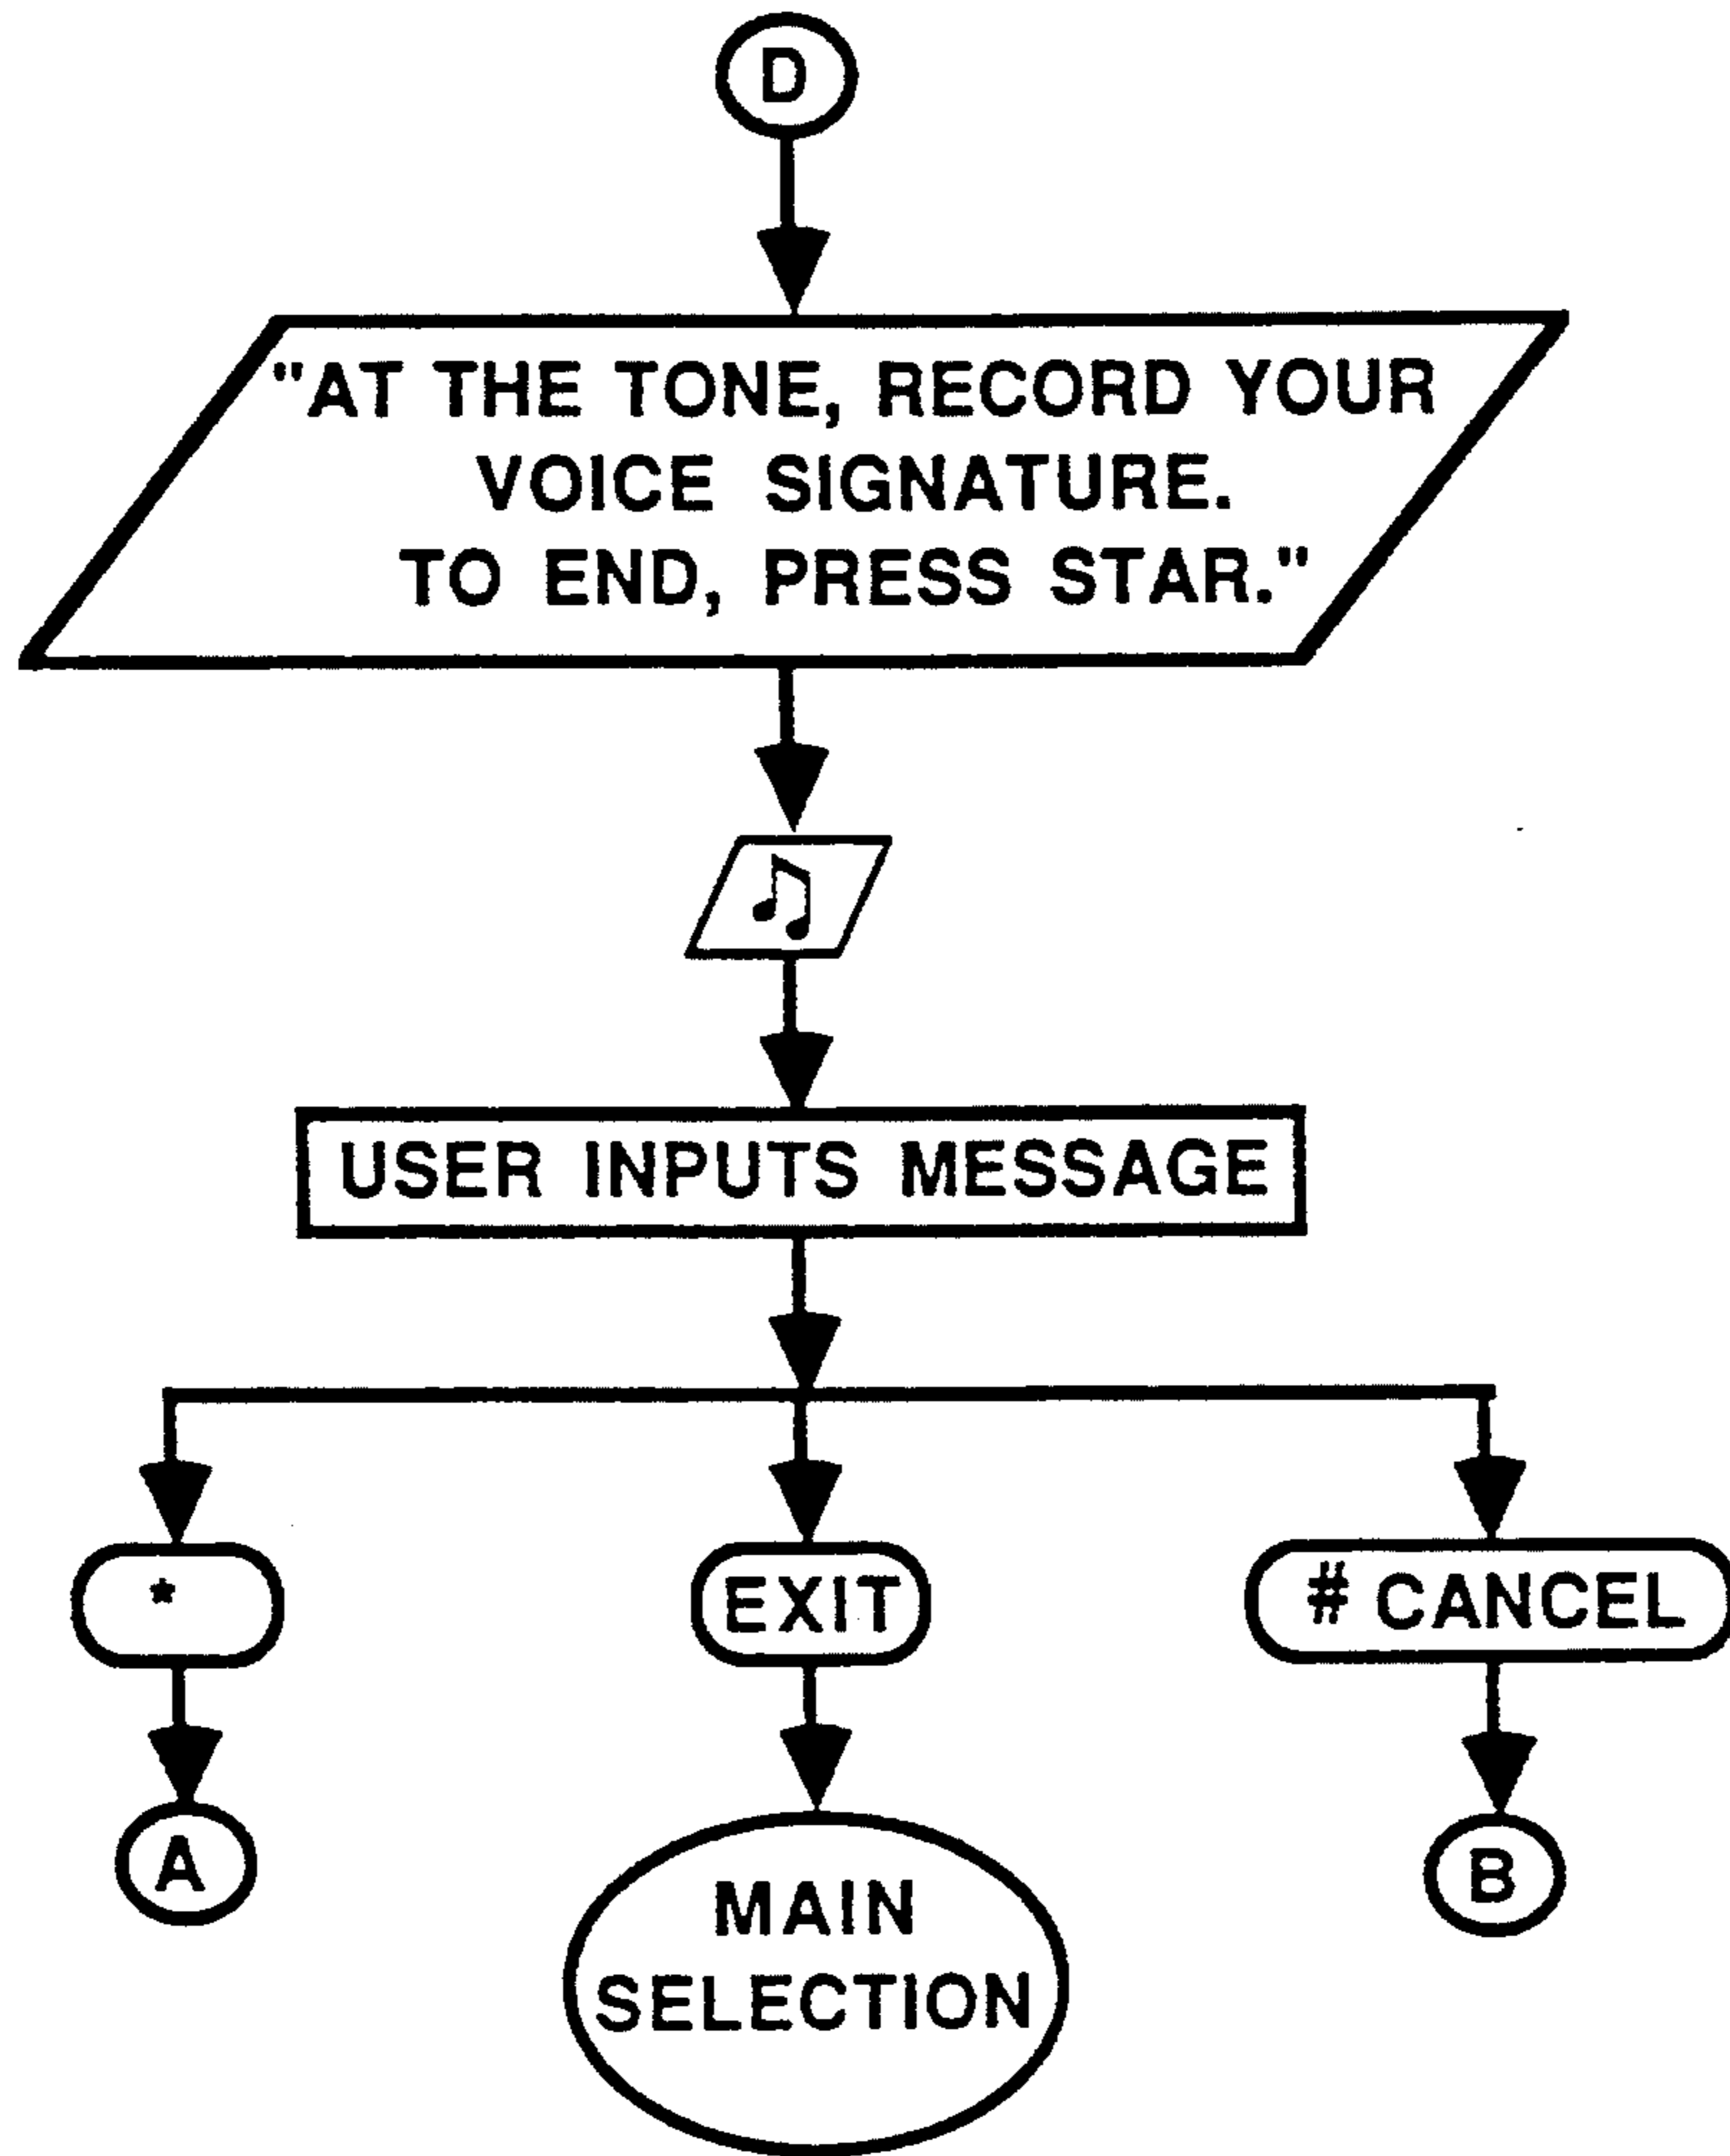 D
"AT THE TONE, RECORD YOUR
VOICE SIGNATURE.
TO END, PRESS STAR."
USER INPUTS MESSAGE
*
EXIT
# CANCEL
A
MAIN
SELECTION
B